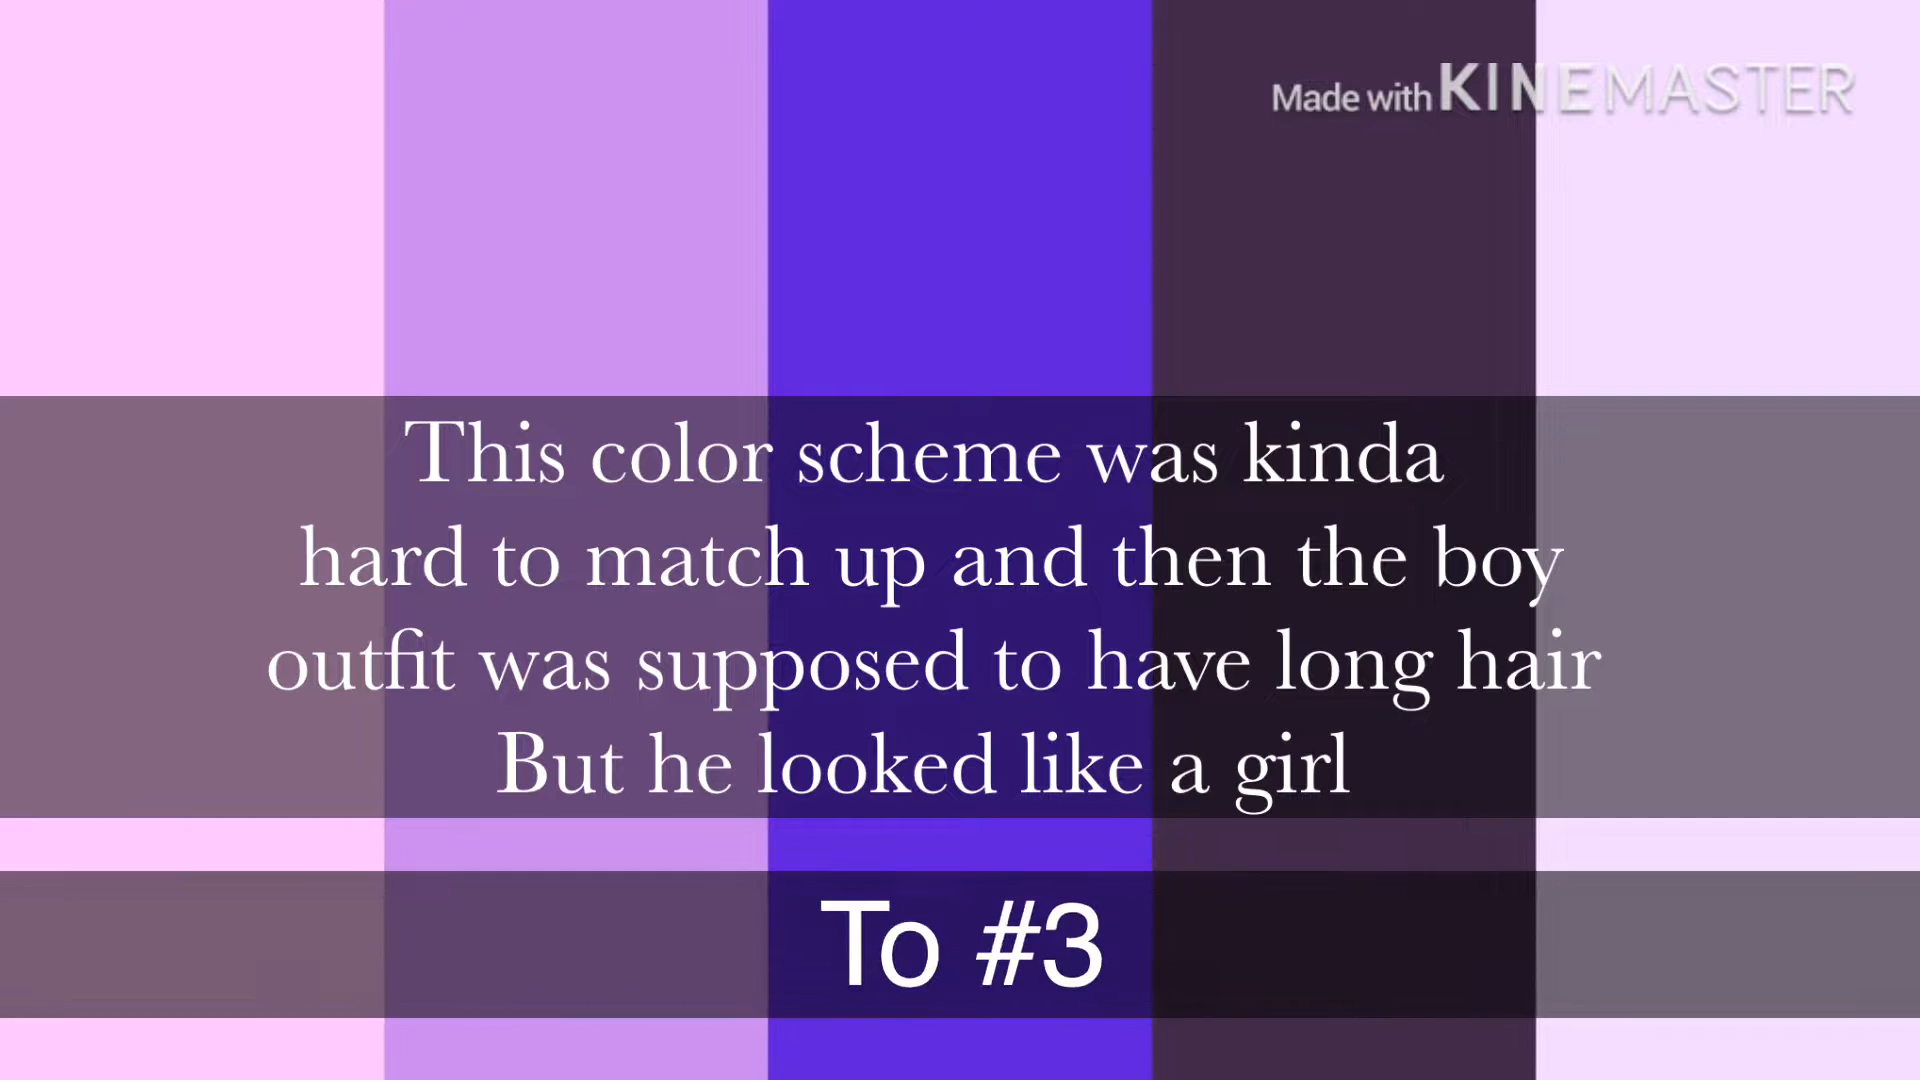 Made with KINEMASTER
This color scheme was kinda
hard to match up and then the boy
outfit was supposed to have long hair
But he looked like a girl
To #3